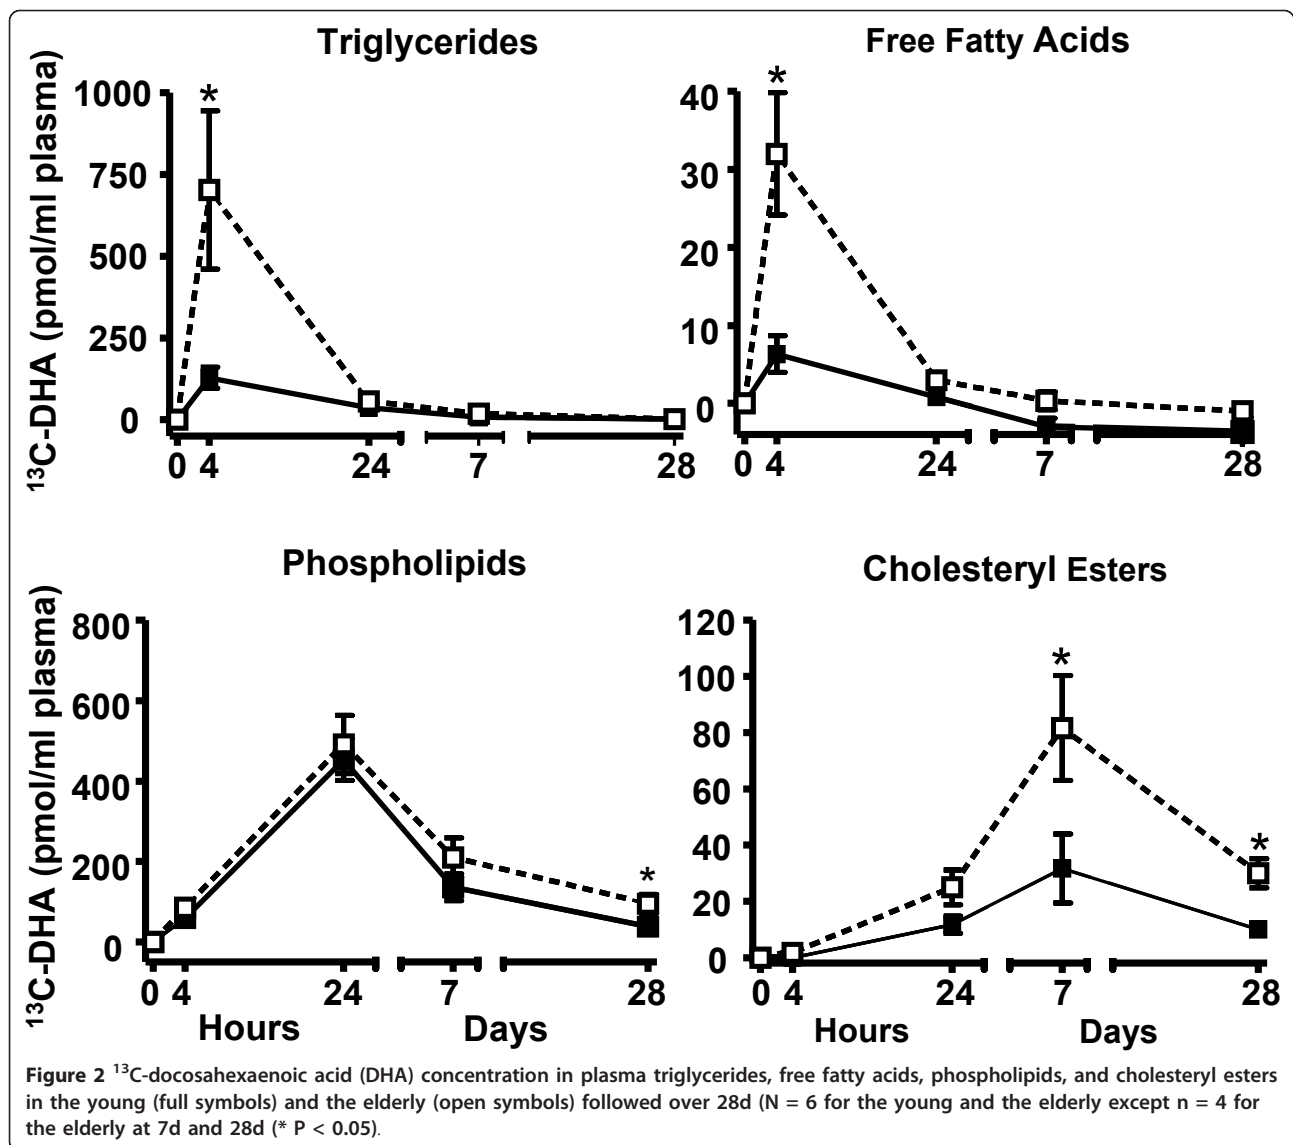 Triglycerides
Free Fatty Acids
¹³C-DHA (pmol/ml plasma)
1000
750
500
250
0
*
0 4 24 7 28
40
30
20
10
0
*
0 4 24 7 28
Phospholipids
Cholesteryl Esters
¹³C-DHA (pmol/ml plasma)
800
600
400
200
0
*
0 4 24 7 28
Hours Days
120
100
80
60
40
20
0
*
*
0 4 24 7 28
Hours Days
Figure 2 ¹³C-docosahexaenoic acid (DHA) concentration in plasma triglycerides, free fatty acids, phospholipids, and cholesteryl esters
in the young (full symbols) and the elderly (open symbols) followed over 28d (N = 6 for the young and the elderly except n = 4 for
the elderly at 7d and 28d (* P < 0.05).